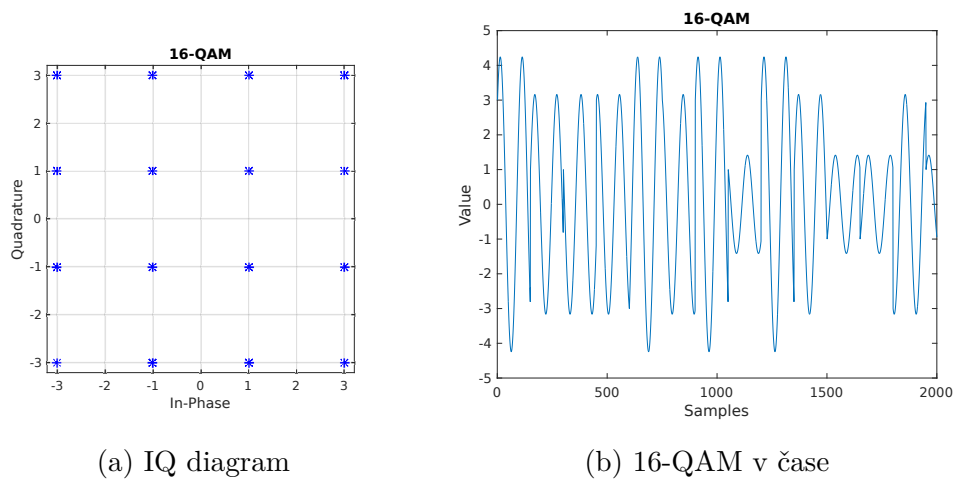 16-QAM
3
2
1
0
-1
-2
-3
Quadrature
-3 -2 -1 0 1 2 3
In-Phase
(a) IQ diagram
16-QAM
5
4
3
2
1
0
-1
-2
-3
-4
-5
Value
0 500 1000 1500 2000
Samples
(b) 16-QAM v čase